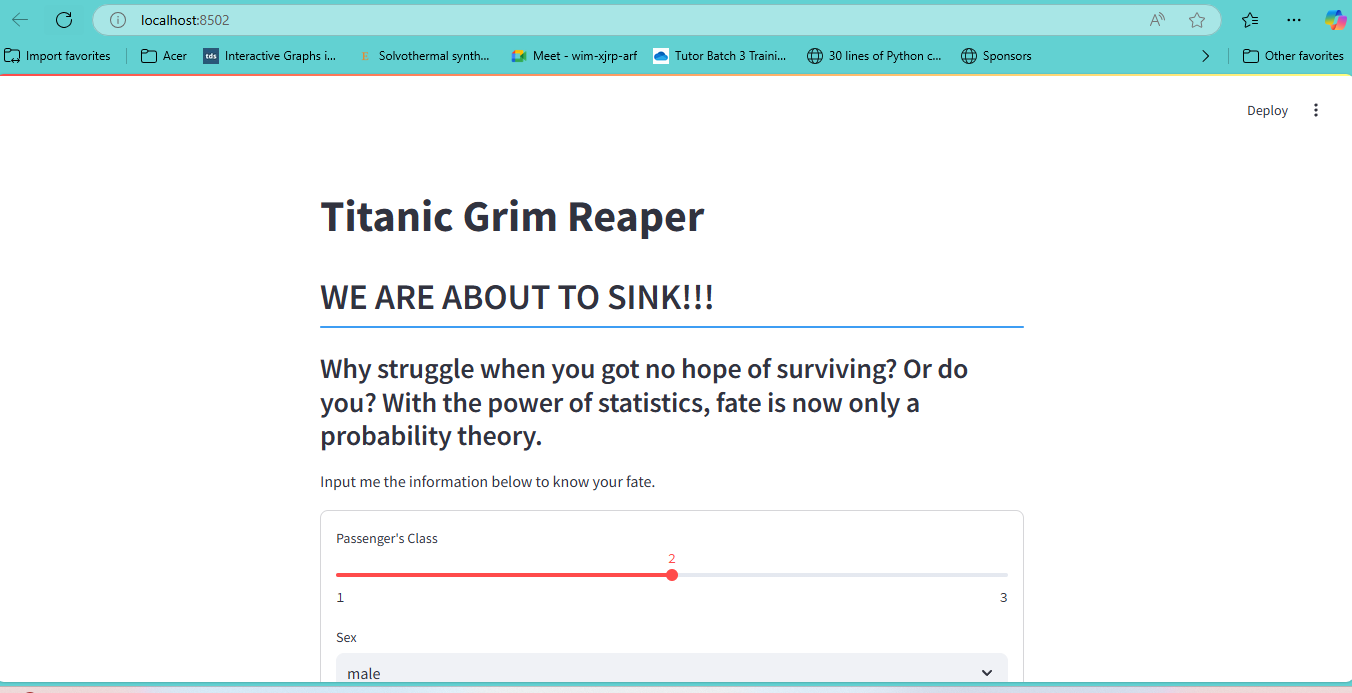 localhost:8502
Import favorites
Acer
tds Interactive Graphs i...
E Solvothermal synth...
Meet - wim-xjrp-arf
Tutor Batch 3 Traini...
30 lines of Python c...
Sponsors
Other favorites
Deploy
Titanic Grim Reaper
WE ARE ABOUT TO SINK!!!
Why struggle when you got no hope of surviving? Or do
you? With the power of statistics, fate is now only a
probability theory.
Input me the information below to know your fate.
Passenger's Class
2
1 3
Sex
male